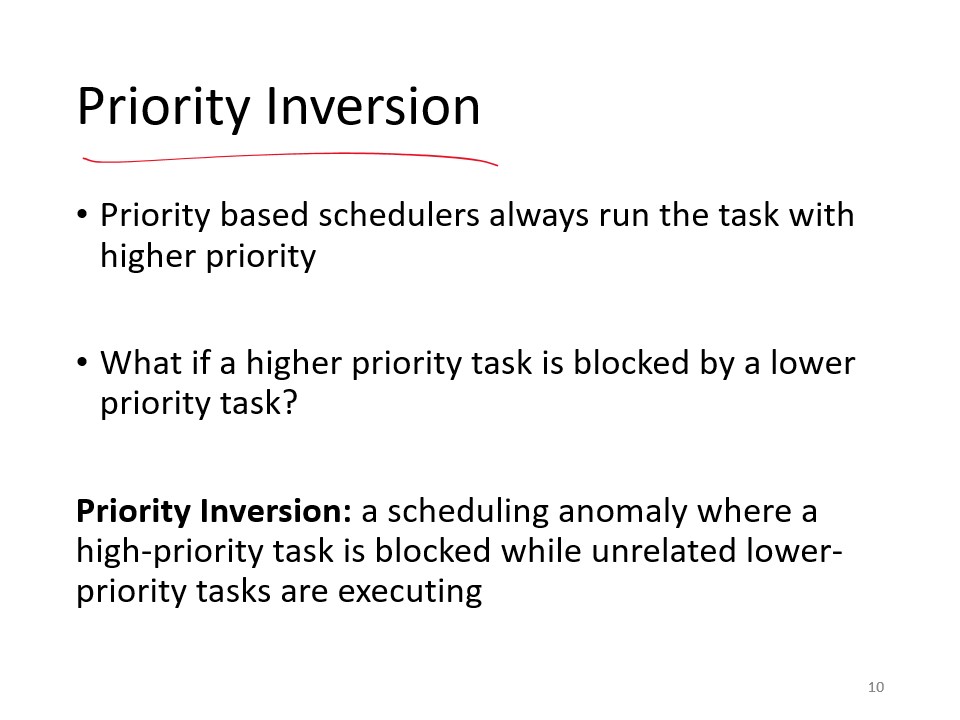 Priority Inversion
• Priority based schedulers always run the task with
higher priority
• What if a higher priority task is blocked by a lower
priority task?
Priority Inversion: a scheduling anomaly where a
high-priority task is blocked while unrelated lower-
priority tasks are executing
10